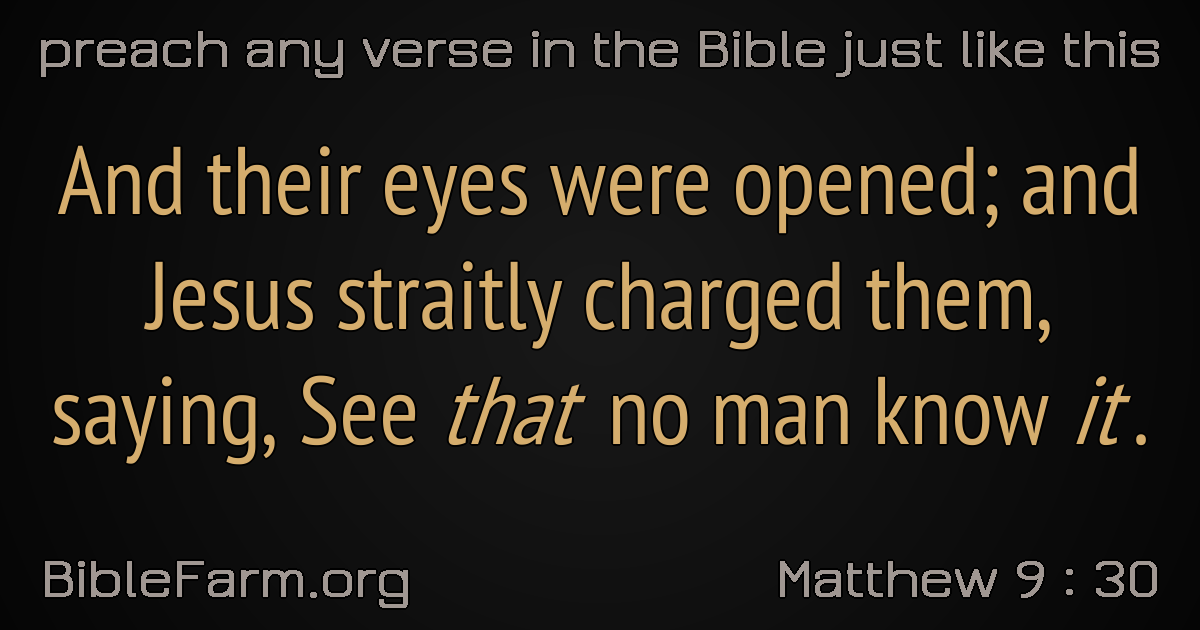 preach any verse in the Bible just like this
And their eyes were opened; and
Jesus straitly charged them,
saying, See that no man know it.
BibleFarm.org
Matthew 9 : 30